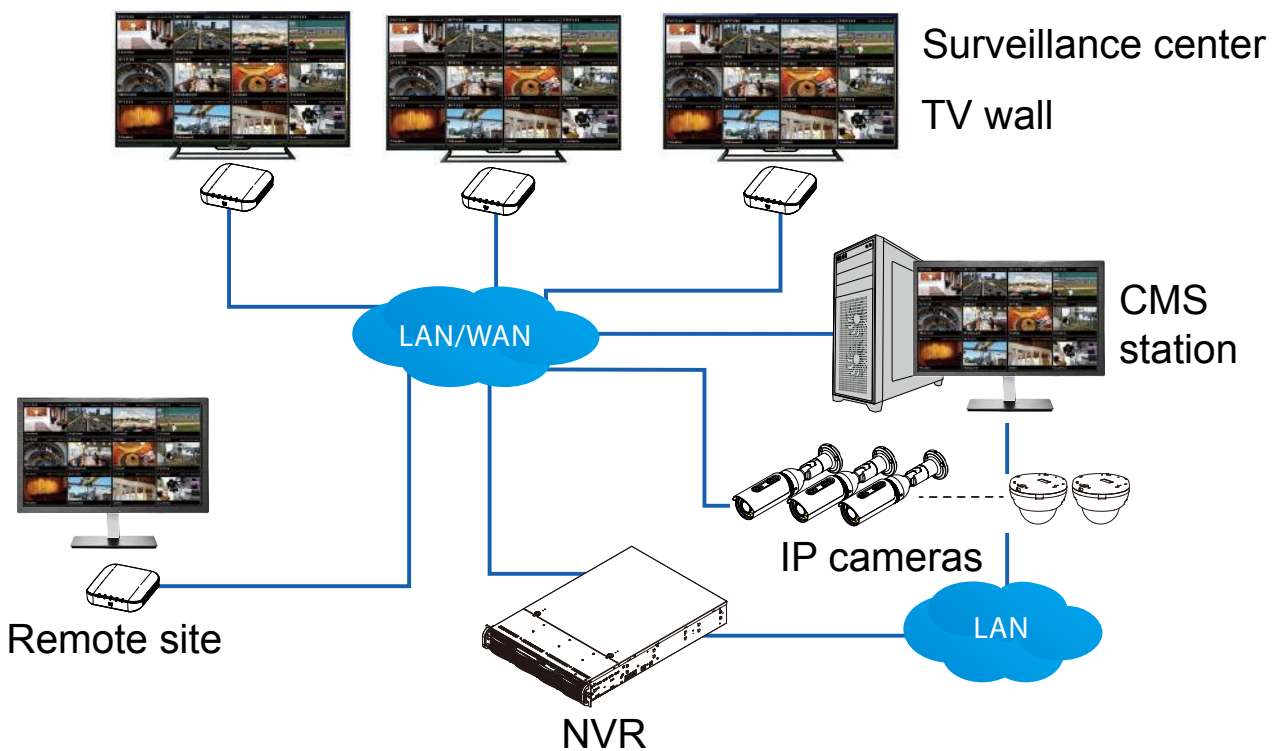 Surveillance center
TV wall
LAN/WAN
CMS
station
IP cameras
LAN
Remote site
NVR